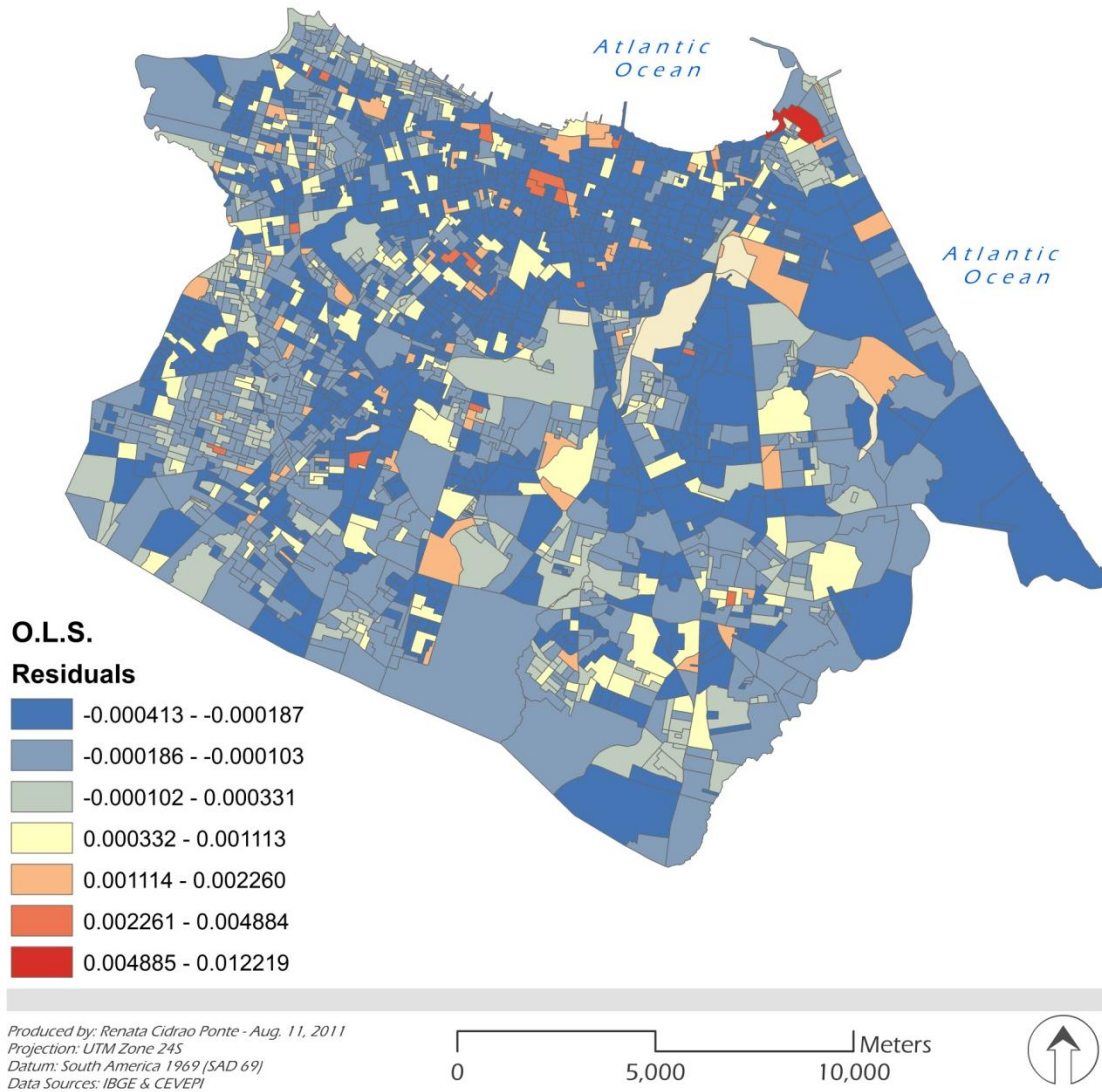 Atlantic
Ocean
Atlantic
Ocean
O.L.S.
Residuals
-0.000413 - -0.000187
-0.000186 - -0.000103
-0.000102 - 0.000331
0.000332 - 0.001113
0.001114 - 0.002260
0.002261 - 0.004884
0.004885 - 0.012219
Produced by: Renata Cidrao Ponte - Aug. 11, 2011
Projection: UTM Zone 24S
Datum: South America 1969 (SAD 69)
Data Sources: IBGE & CEVEPI
Meters
0 5,000 10,000